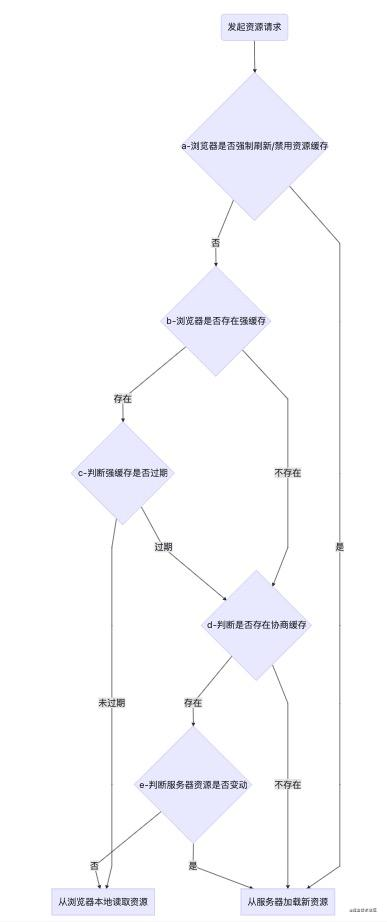 发起资源请求
a-浏览器是否强制刷新/禁用资源缓存
否
b-浏览器是否存在强缓存
存在
c-判断强缓存是否过期
不存在
过期
是
d-判断是否存在协商缓存
未过期
存在
e-判断服务器资源是否变动
不存在
否
是
从浏览器本地读取资源
从服务器加载新资源